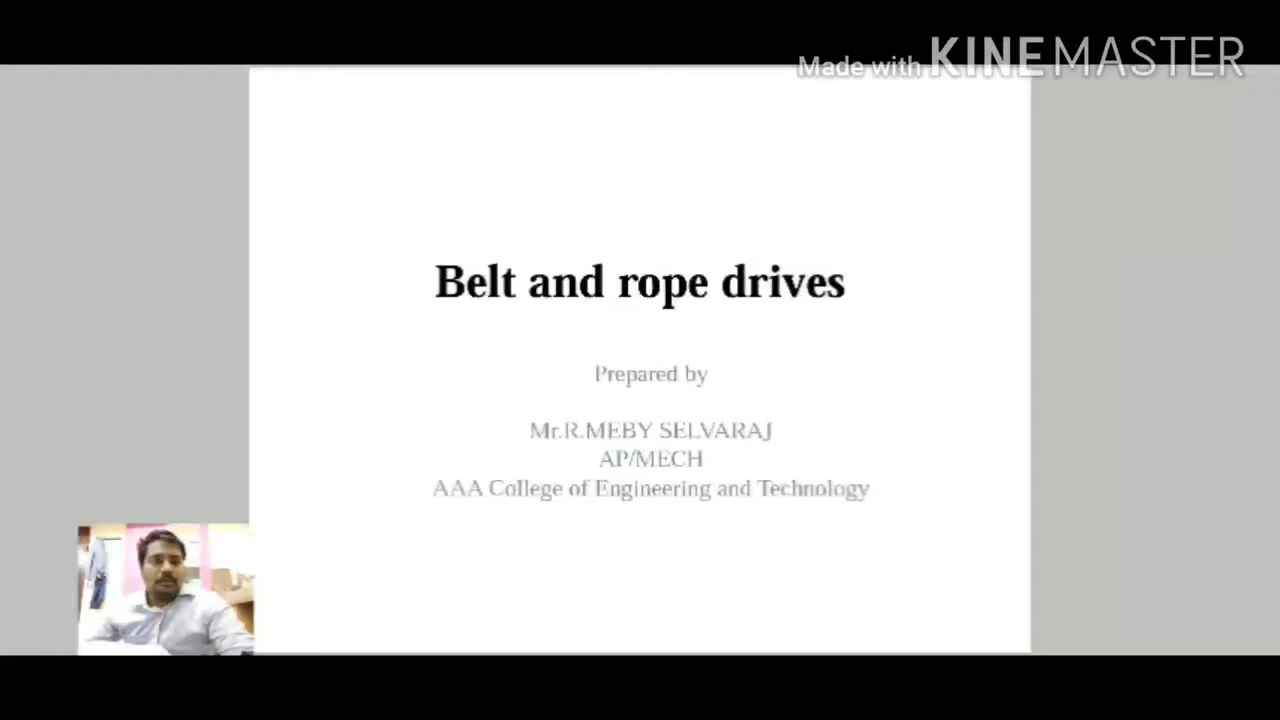 Made with KINEMASTER
Belt and rope drives
Prepared by
Mr.R.MEBY SELVARAJ
AP/MECH
AAA College of Engineering and Technology